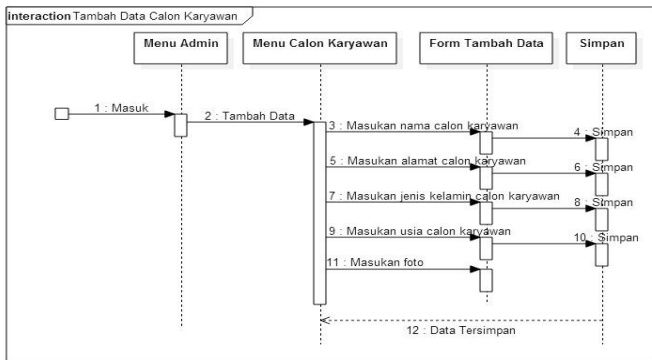 interaction Tambah Data Calon Karyawan
Menu Admin
Menu Calon Karyawan
Form Tambah Data
Simpan
1 : Masuk
2 : Tambah Data
3 : Masukan nama calon karyawan
4 : Simpan
5 : Masukan alamat calon karyawan
6 : Simpan
7 : Masukan jenis kelamin calon karyawan
8 : Simpan
9 : Masukan usia calon karyawan
10 : Simpan
11 : Masukan foto
12 : Data Tersimpan